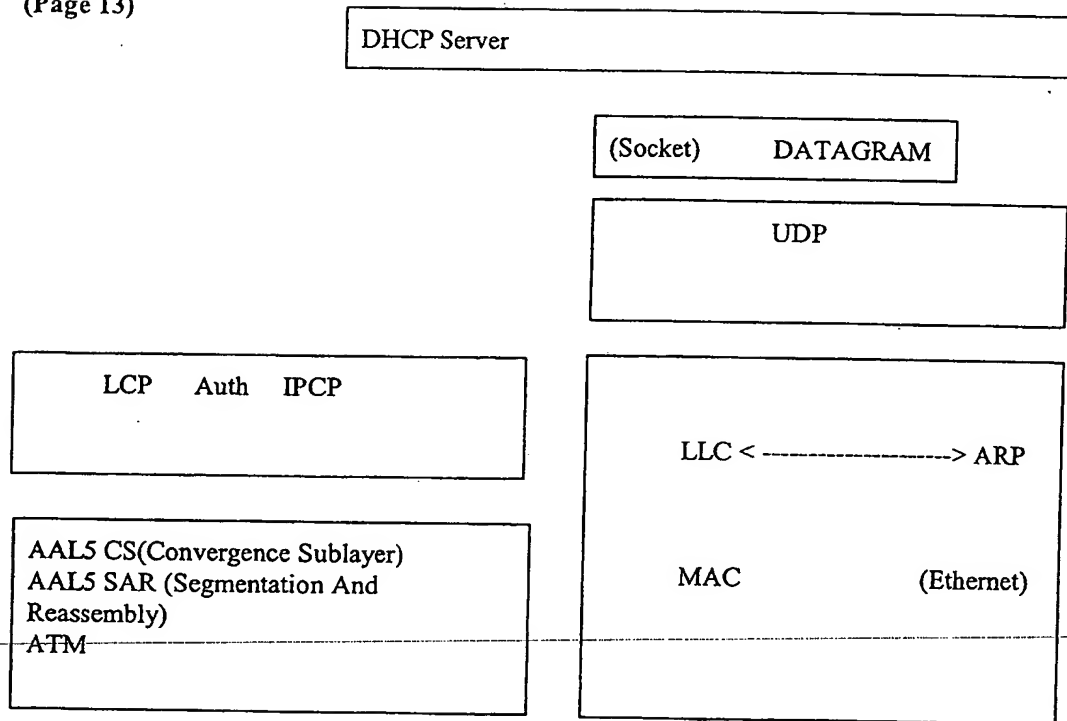 (Page 13)
DHCP Server
(Socket) DATAGRAM
UDP
LCP Auth IPCP
LLC < ----------------------> ARP
AAL5 CS(Convergence Sublayer)
AAL5 SAR (Segmentation And
Reassembly)
ATM
MAC (Ethernet)